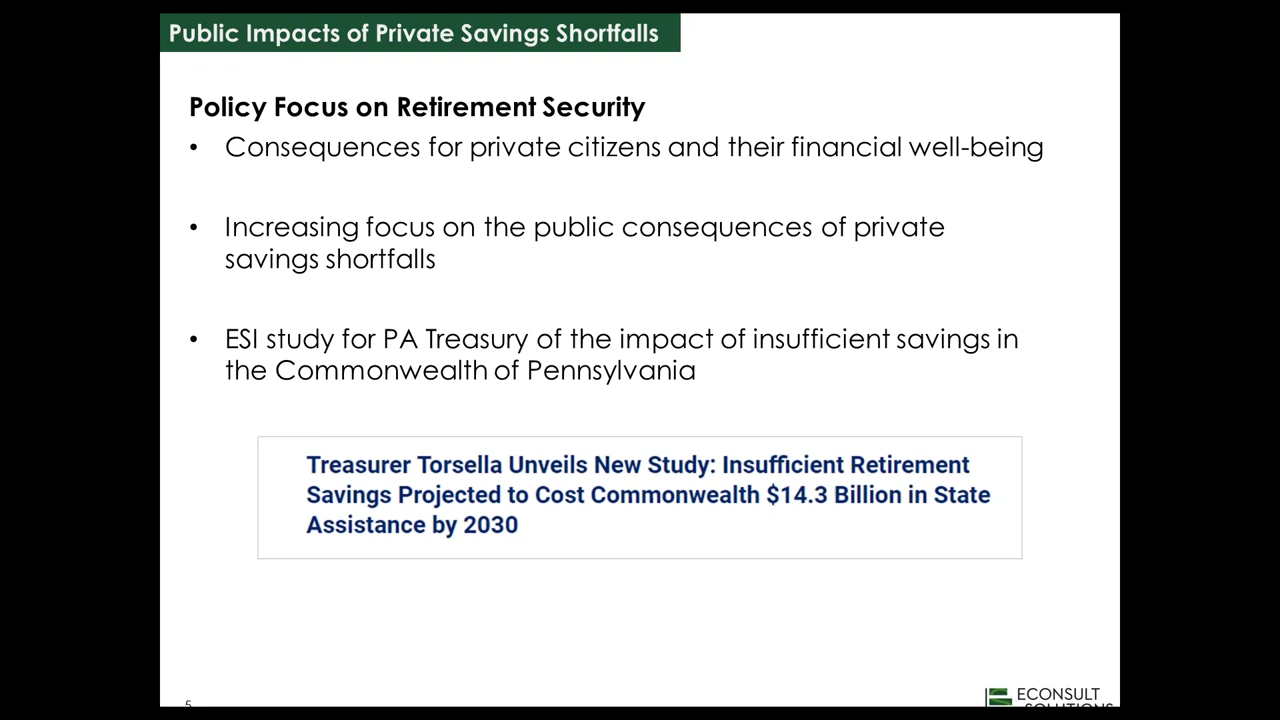 Public Impacts of Private Savings Shortfalls
Policy Focus on Retirement Security
• Consequences for private citizens and their financial well-being
• Increasing focus on the public consequences of private
savings shortfalls
• ESI study for PA Treasury of the impact of insufficient savings in
the Commonwealth of Pennsylvania
Treasurer Torsella Unveils New Study: Insufficient Retirement
Savings Projected to Cost Commonwealth $14.3 Billion in State
Assistance by 2030
5
ECONSULT
SOLUTIONS